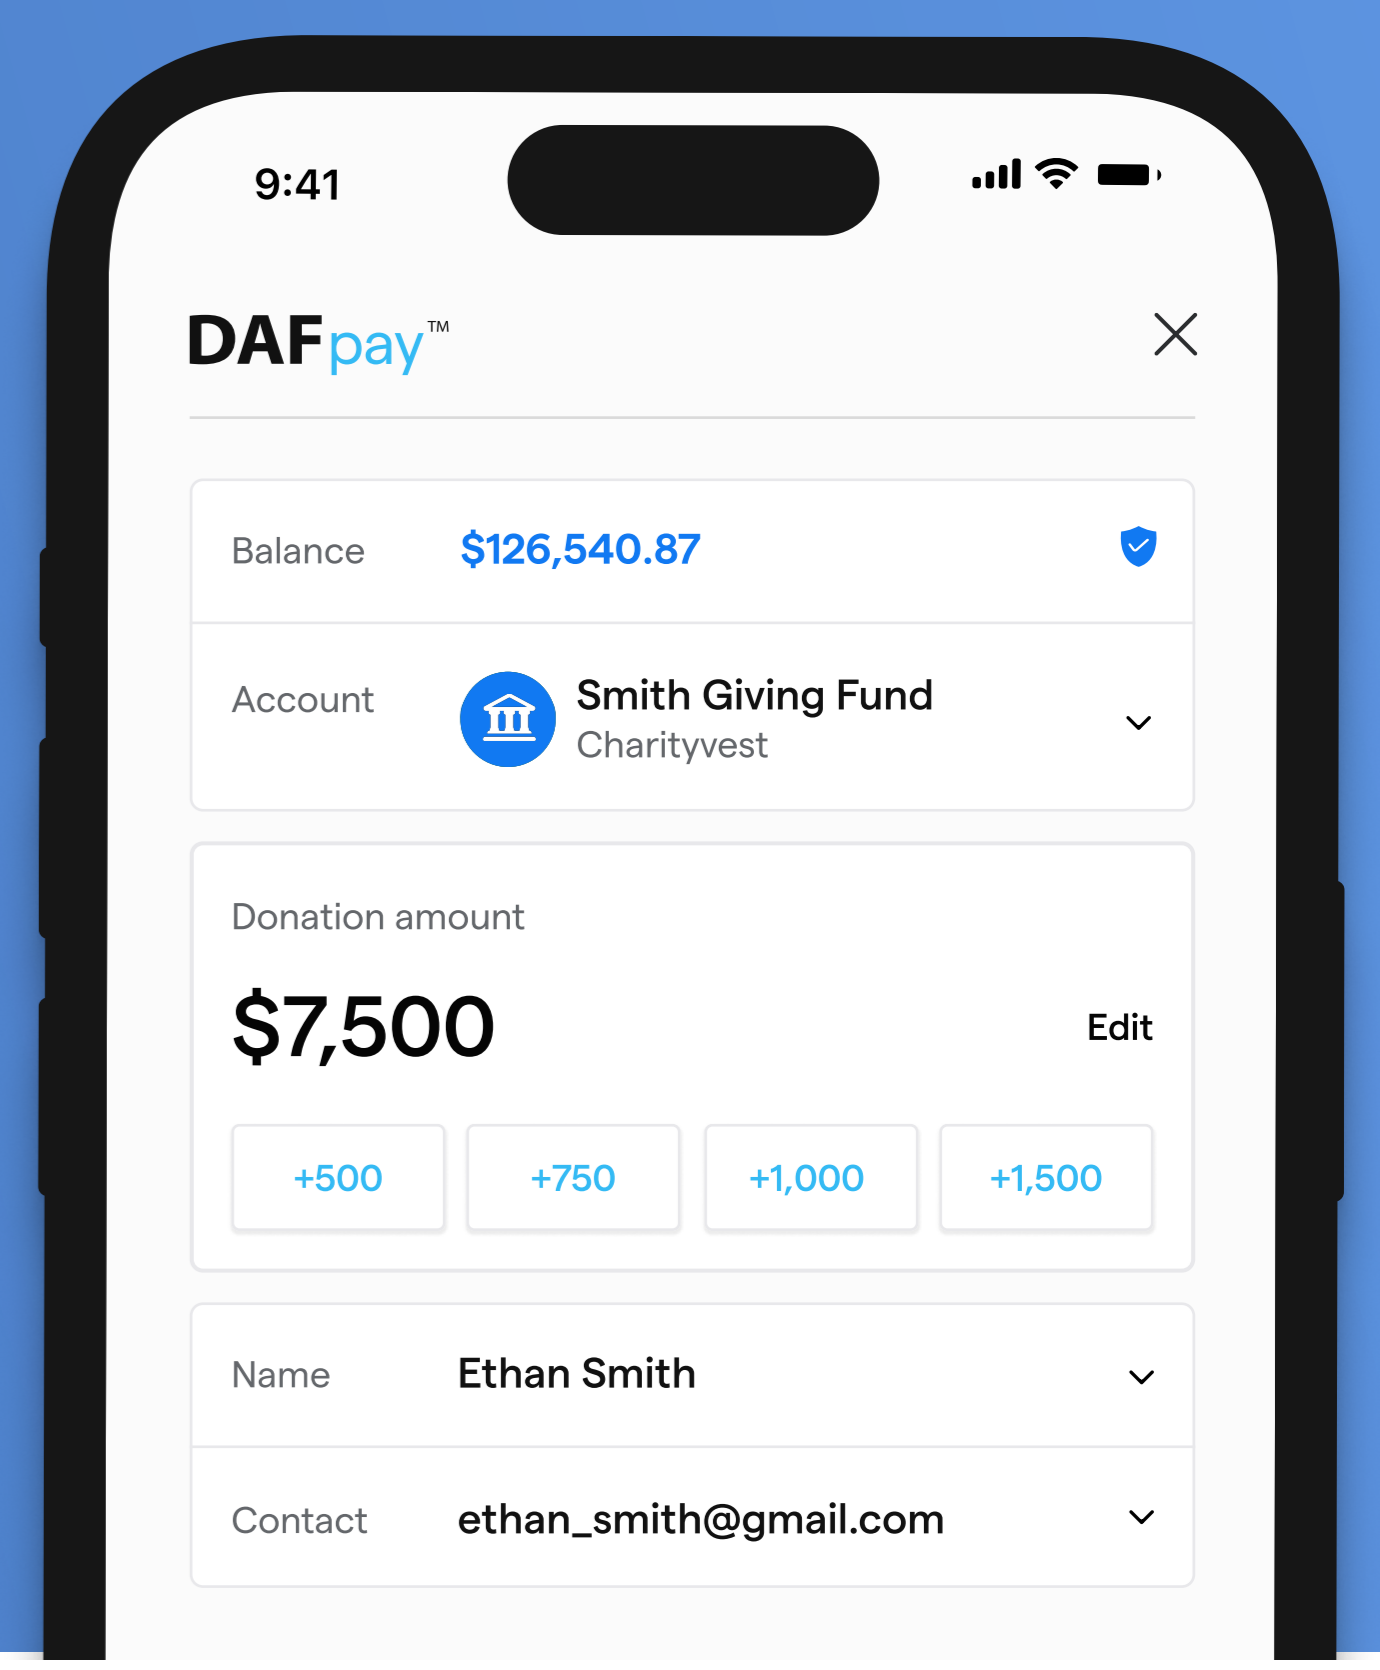 9:41
DAFpay™
Balance $126,540.87
Account Smith Giving Fund
Charityvest
Donation amount
$7,500 Edit
+500 +750 +1,000 +1,500
Name Ethan Smith
Contact ethan_smith@gmail.com